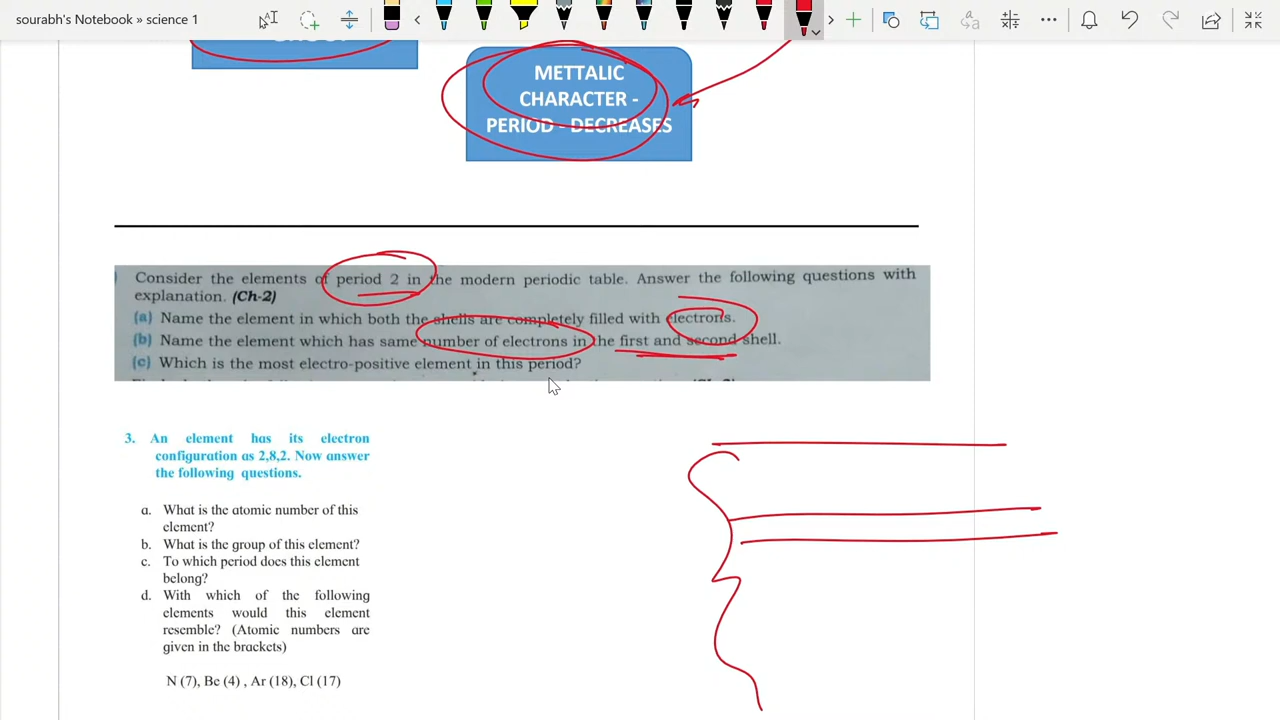 sourabh's Notebook » science 1
METTALIC
CHARACTER -
PERIOD - DECREASES
Consider the elements of period 2 in the modern periodic table. Answer the following questions with
explanation. (Ch-2)
(a) Name the element in which both the shells are completely filled with electrons.
(b) Name the element which has same number of electrons in the first and second shell.
(c) Which is the most electro-positive element in this period?
3. An element has its electron
configuration as 2,8,2. Now answer
the following questions.
a. What is the atomic number of this
element?
b. What is the group of this element?
c. To which period does this element
belong?
d. With which of the following
elements would this element
resemble? (Atomic numbers are
given in the brackets)
N (7), Be (4) , Ar (18), Cl (17)